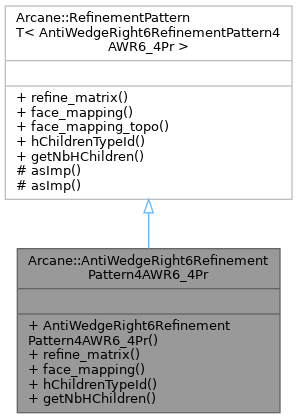 Arcane::RefinementPattern
T< AntiWedgeRight6RefinementPattern4
AWR6_4Pr >
+ refine_matrix()
+ face_mapping()
+ face_mapping_topo()
+ hChildrenTypeId()
+ getNbHChildren()
# asImp()
# asImp()
Arcane::AntiWedgeRight6Refinement
Pattern4AWR6_4Pr
+ AntiWedgeRight6Refinement
Pattern4AWR6_4Pr()
+ refine_matrix()
+ face_mapping()
+ hChildrenTypeId()
+ getNbHChildren()